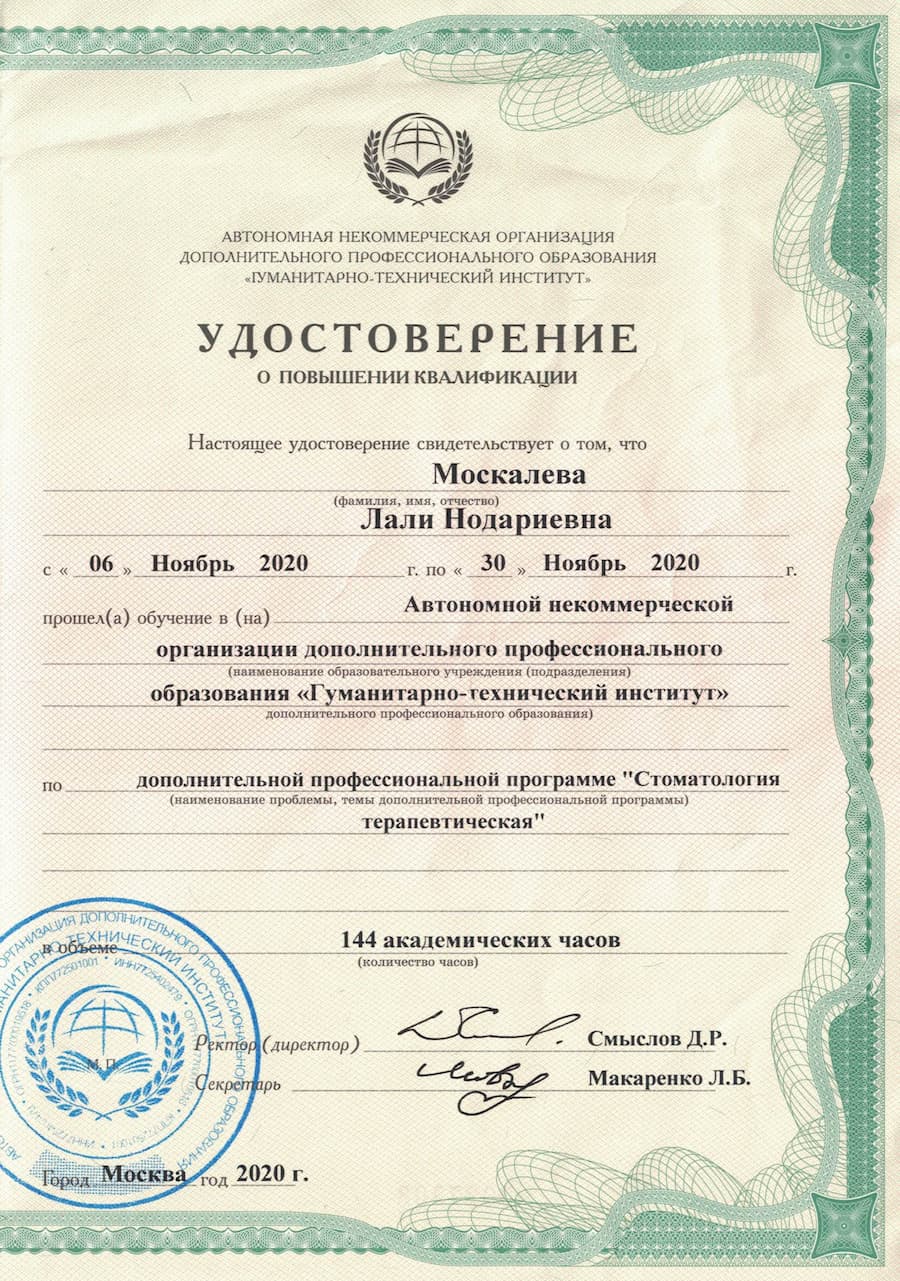 АВТОНОМНАЯ НЕКОММЕРЧЕСКАЯ ОРГАНИЗАЦИЯ
ДОПОЛНИТЕЛЬНОГО ПРОФЕССИОНАЛЬНОГО ОБРАЗОВАНИЯ
«ГУМАНИТАРНО-ТЕХНИЧЕСКИЙ ИНСТИТУТ»
УДОСТОВЕРЕНИЕ
О ПОВЫШЕНИИ КВАЛИФИКАЦИИ
Настоящее удостоверение свидетельствует о том, что
Москалева
(фамилия, имя, отчество)
Лали Нодариевна
с « 06 » Ноябрь 2020 г. по « 30 » Ноябрь 2020 г.
прошел(а) обучение в (на) Автономной некоммерческой
организации дополнительного профессионального
(наименование образовательного учреждения (подразделения)
образования «Гуманитарно-технический институт»
дополнительного профессионального образования)
по дополнительной профессиональной программе "Стоматология
(наименование проблемы, темы дополнительной профессиональной программы)
терапевтическая"
в объеме 144 академических часов
(количество часов)
ОРГАНИЗАЦИЯ ДОПОЛНИТЕЛЬНОГО ПРОФЕССИОНАЛЬНОГО ОБРАЗОВАНИЯ
ТЕХНИЧЕСКИЙ ИНСТИТУТ
КПП772501001 • ИНН7725402479
М. П.
Ректор (директор) Смыслов Д.Р.
Секретарь Макаренко Л.Б.
Город Москва год 2020 г.